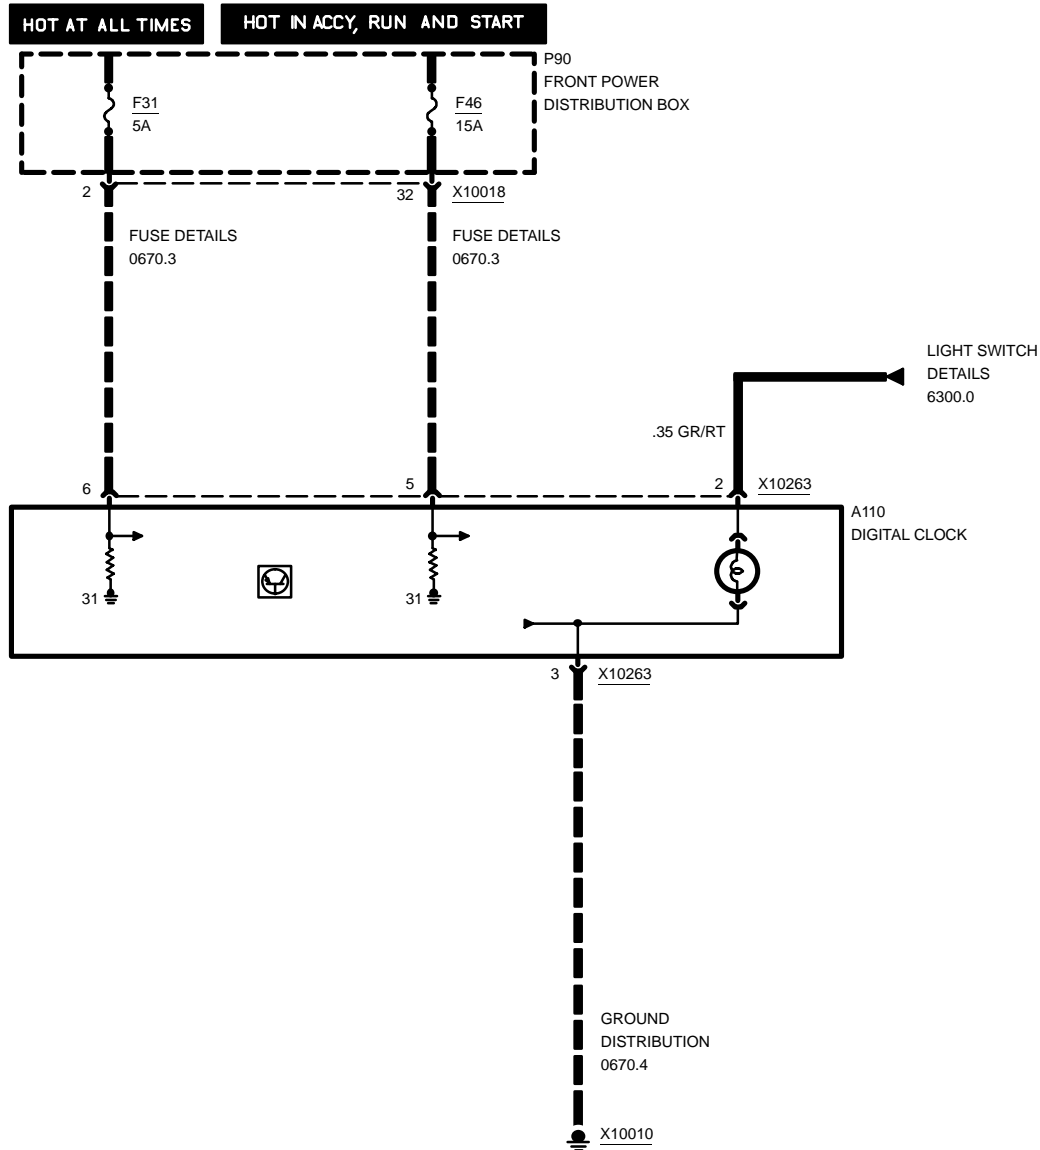 HOT AT ALL TIMES
HOT IN ACCY, RUN AND START
P90
FRONT POWER
DISTRIBUTION BOX
F31
5A
F46
15A
2
32
X10018
FUSE DETAILS
0670.3
FUSE DETAILS
0670.3
LIGHT SWITCH
DETAILS
6300.0
.35 GR/RT
6
5
2
X10263
A110
DIGITAL CLOCK
31
31
3
X10263
GROUND
DISTRIBUTION
0670.4
X10010